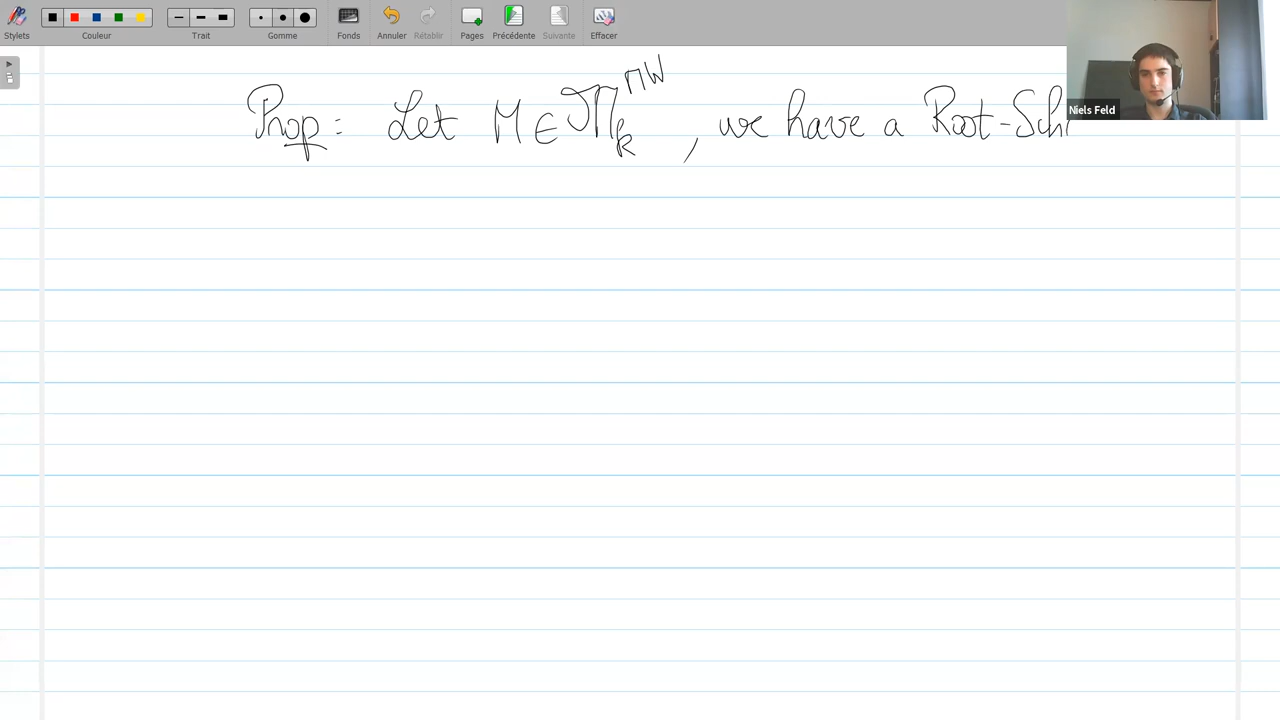 Stylets
Couleur
Trait
Gomme
Fonds
Annuler
Rétablir
Pages
Précédente
Suivante
Effacer
Niels Feld
Prop: Let M ∈ 𝔐_k^MW, we have a Rost-Sch